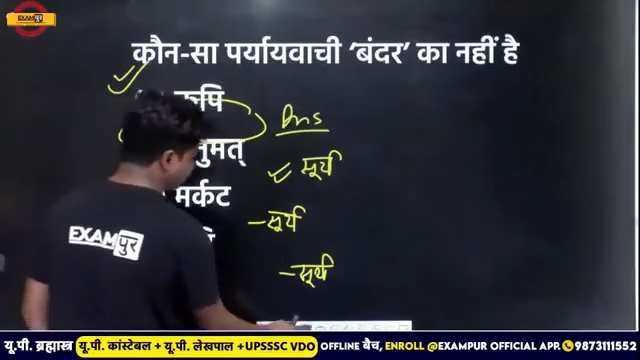 EXAMपुर
कौन-सा पर्यायवाची ‘बंदर’ का नहीं है
कपि
Ans
नुमत्
सूर्य
मर्कट
– सूर्य
– सूर्य
EXAMपुर
यू.पी. ब्रह्मास्त्र यू.पी. कांस्टेबल + यू.पी. लेखपाल +UPSSSC VDO OFFLINE बैच, ENROLL @EXAMPUR OFFICIAL APP. 9873111552